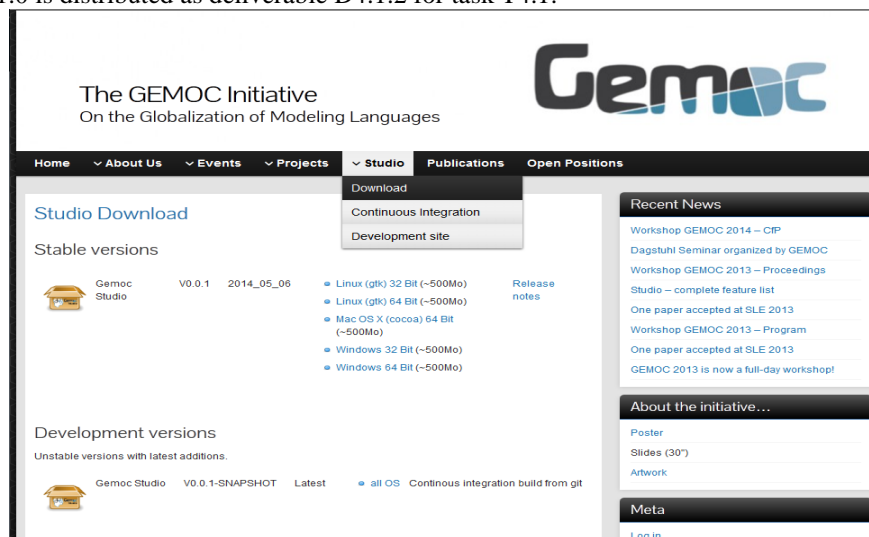 1.0 is distributed as deliverable D4.1.2 for task T4.1.
The GEMOC Initiative
On the Globalization of Modeling Languages
Gemoc
Home About Us Events Projects Studio Publications Open Positions
Download
Continuous Integration
Development site
Studio Download
Stable versions
Gemoc Studio V0.0.1 2014_05_06
Linux (gtk) 32 Bit (~500Mo)
Linux (gtk) 64 Bit (~500Mo)
Mac OS X (cocoa) 64 Bit
(~500Mo)
Windows 32 Bit (~500Mo)
Windows 64 Bit (~500Mo)
Release
notes
Development versions
Unstable versions with latest additions.
Gemoc Studio V0.0.1-SNAPSHOT Latest all OS Continous integration build from git
Recent News
Workshop GEMOC 2014 – CfP
Dagstuhl Seminar organized by GEMOC
Workshop GEMOC 2013 – Proceedings
Studio – complete feature list
One paper accepted at SLE 2013
Workshop GEMOC 2013 – Program
One paper accepted at SLE 2013
GEMOC 2013 is now a full-day workshop!
About the initiative…
Poster
Slides (30")
Artwork
Meta
Log in